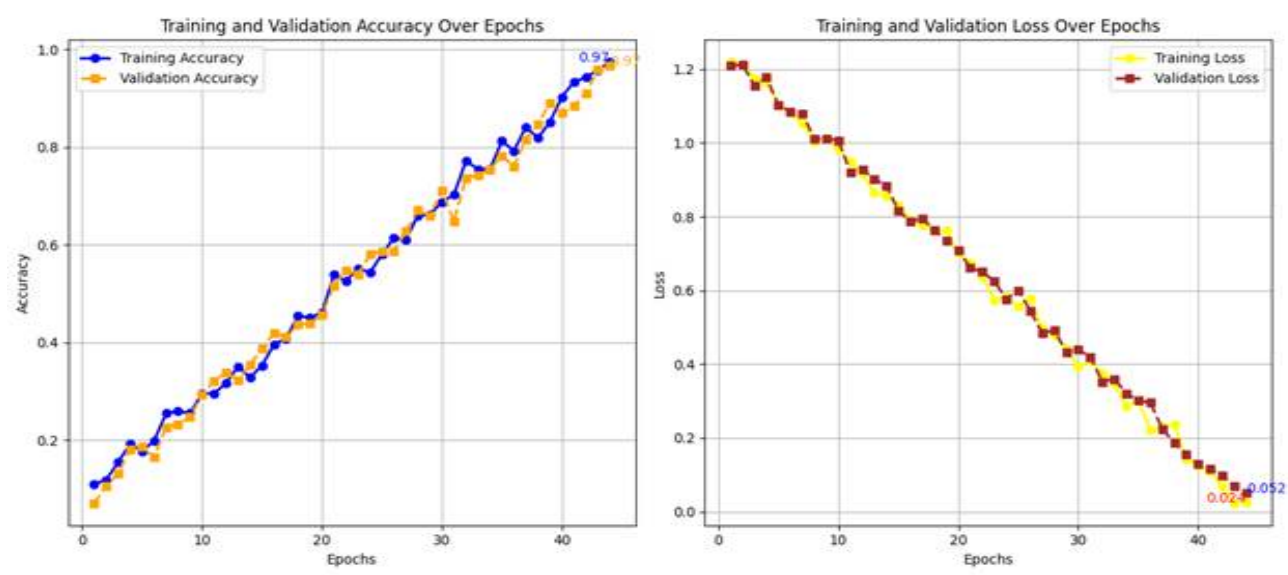 Training and Validation Accuracy Over Epochs
Training Accuracy
Validation Accuracy
0.97
0.97
1.0
0.8
0.6
0.4
0.2
Accuracy
0
10
20
30
40
Epochs
Training and Validation Loss Over Epochs
Training Loss
Validation Loss
1.2
1.0
0.8
0.6
0.4
0.2
0.0
Loss
0.052
0.024
0
10
20
30
40
Epochs